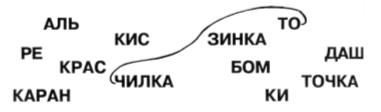 АЛЬ ТО
КИС ЗИНКА
РЕ ДАШ
КРАС БОМ
ЧИЛКА ТОЧКА
КАРАН КИ